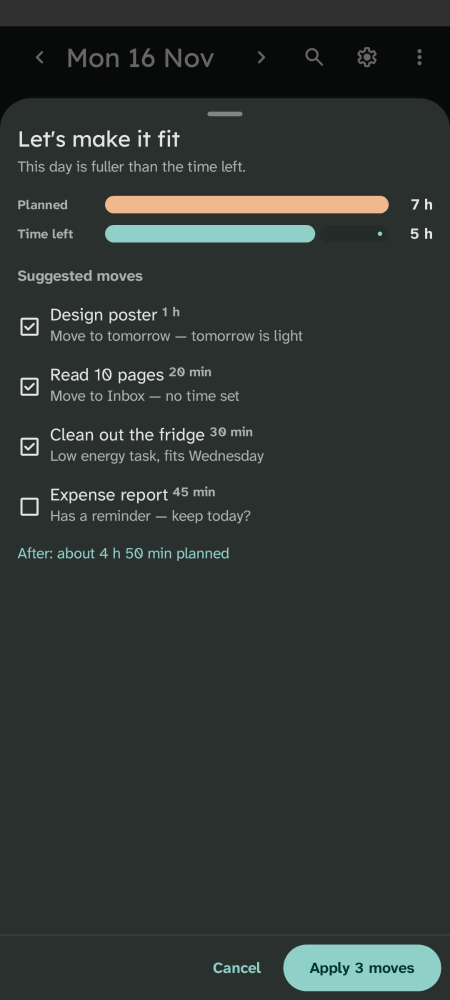 Mon 16 Nov
Let's make it fit
This day is fuller than the time left.
Planned 7 h
Time left 5 h
Suggested moves
Design poster 1 h
Move to tomorrow — tomorrow is light
Read 10 pages 20 min
Move to Inbox — no time set
Clean out the fridge 30 min
Low energy task, fits Wednesday
Expense report 45 min
Has a reminder — keep today?
After: about 4 h 50 min planned
Cancel Apply 3 moves